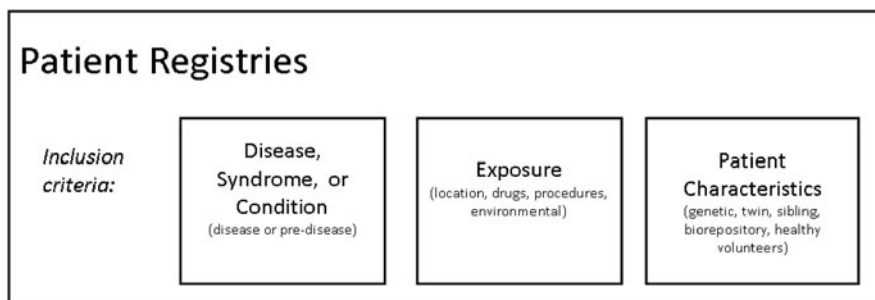 Patient Registries
Inclusion
criteria:
Disease,
Syndrome, or
Condition
(disease or pre-disease)
Exposure
(location, drugs, procedures,
environmental)
Patient
Characteristics
(genetic, twin, sibling,
biorepository, healthy
volunteers)